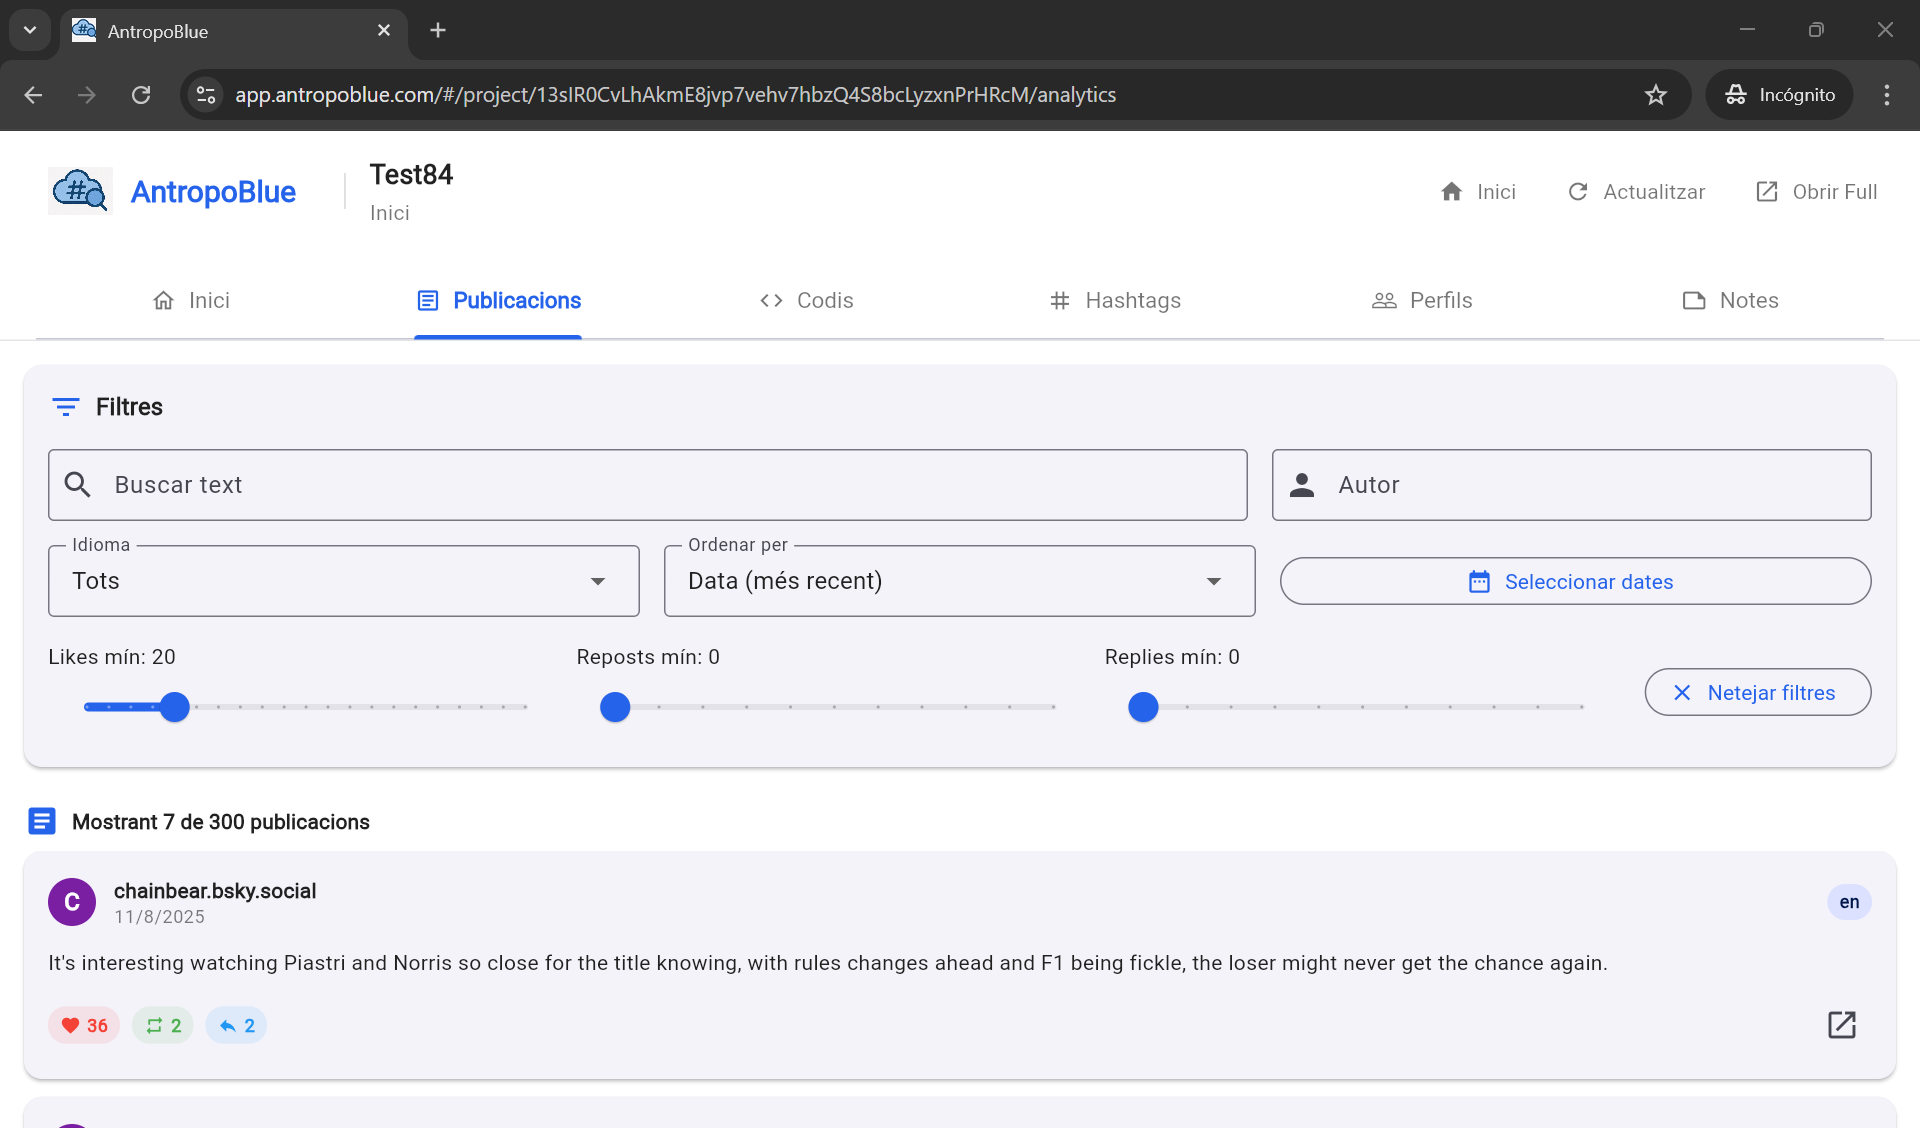 AntropoBlue
app.antropoblue.com/#/project/13sIR0CvLhAkmE8jvp7vehv7hbzQ4S8bcLyzxnPrHRcM/analytics
Incógnito
AntropoBlue
Test84
Inici
Inici
Actualitzar
Obrir Full
Inici
Publicacions
Codis
Hashtags
Perfils
Notes
Filtres
Buscar text
Autor
Idioma
Tots
Ordenar per
Data (més recent)
Seleccionar dates
Likes mín: 20
Reposts mín: 0
Replies mín: 0
Netejar filtres
Mostrant 7 de 300 publicacions
C
chainbear.bsky.social
11/8/2025
en
It's interesting watching Piastri and Norris so close for the title knowing, with rules changes ahead and F1 being fickle, the loser might never get the chance again.
36
2
2